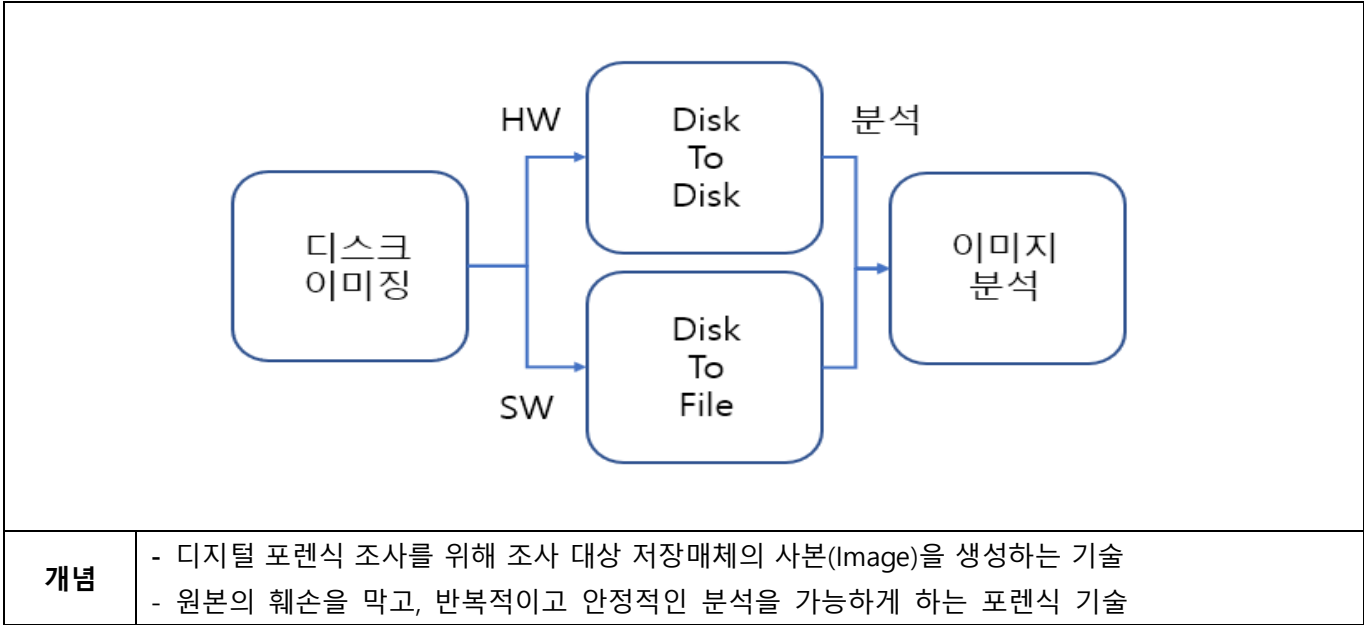 HW
Disk
To
Disk
분석
디스크
이미징
이미지
분석
Disk
To
File
SW
개념
- 디지털 포렌식 조사를 위해 조사 대상 저장매체의 사본(Image)을 생성하는 기술
- 원본의 훼손을 막고, 반복적이고 안정적인 분석을 가능하게 하는 포렌식 기술